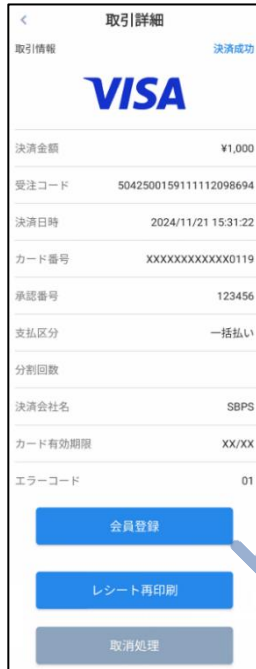 取引詳細
取引情報 決済成功
VISA
決済金額 ¥1,000
受注コード 5042500159111112098694
決済日時 2024/11/21 15:31:22
カード番号 XXXXXXXXXXXX0119
承認番号 123456
支払区分 一括払い
分割回数
決済会社名 SBPS
カード有効期限 XX/XX
エラーコード 01
会員登録
レシート再印刷
取消処理